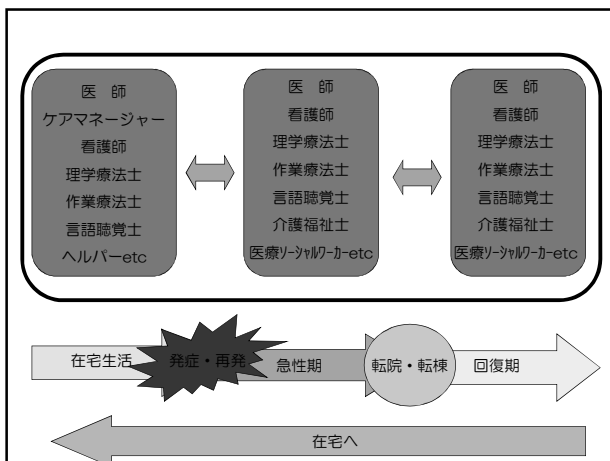 医　師
ケアマネージャー
看護師
理学療法士
作業療法士
言語聴覚士
ヘルパーetc
医　師
看護師
理学療法士
作業療法士
言語聴覚士
介護福祉士
医療ｿｰｼｬﾙﾜｰｶｰetc
医　師
看護師
理学療法士
作業療法士
言語聴覚士
介護福祉士
医療ｿｰｼｬﾙﾜｰｶｰetc
在宅生活
発症・再発
急性期
転院・転棟
回復期
在宅へ